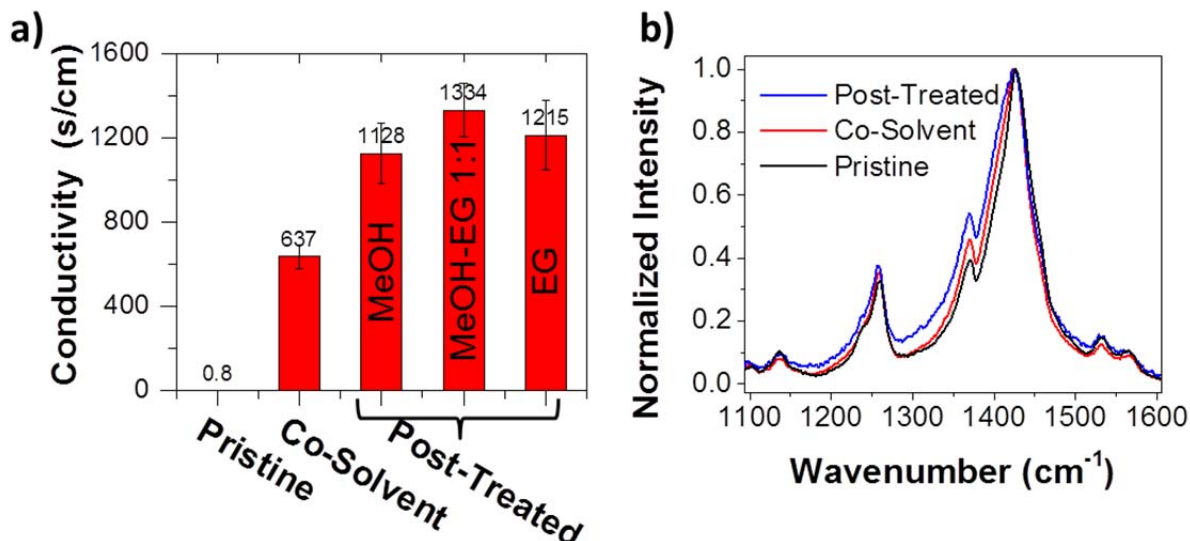 a)
Conductivity (s/cm)
1600
1200
800
400
0
0.8
637
1128
1334
1215
MeOH
MeOH-EG 1:1
EG
Pristine
Co-Solvent
Post-Treated
b)
Normalized Intensity
1.0
0.8
0.6
0.4
0.2
0.0
Post-Treated
Co-Solvent
Pristine
1100 1200 1300 1400 1500 1600
Wavenumber (cm⁻¹)